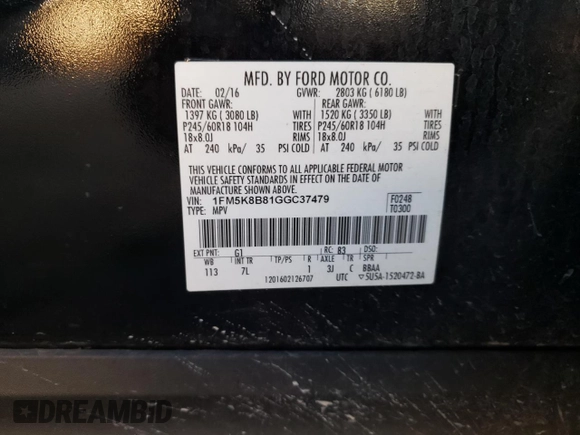 MFD. BY FORD MOTOR CO.
DATE: 02/16 GVWR: 2803 KG ( 6180 LB)
FRONT GAWR: REAR GAWR:
1397 KG ( 3080 LB) 1520 KG ( 3350 LB)
P245/60R18 104H TIRES P245/60R18 104H WITH TIRES
18x8.0J RIMS 18x8.0J RIMS
AT 240 kPa/ 35 PSI COLD AT 240 kPa/ 35 PSI COLD
THIS VEHICLE CONFORMS TO ALL APPLICABLE FEDERAL MOTOR
VEHICLE SAFETY STANDARDS IN EFFECT ON THE DATE OF
MANUFACTURE SHOWN ABOVE.
VIN: 1FM5K8B81GGC37479 F0248
TYPE: MPV T0300
EXT PNT: G1 RC: 83 DSO:
WB INT TR TP/PS R AXLE TR SPR
113 7L 1 3J C BBAA
1201602126707 UTC ▽5U5A-1520472-BA
DREAMBID